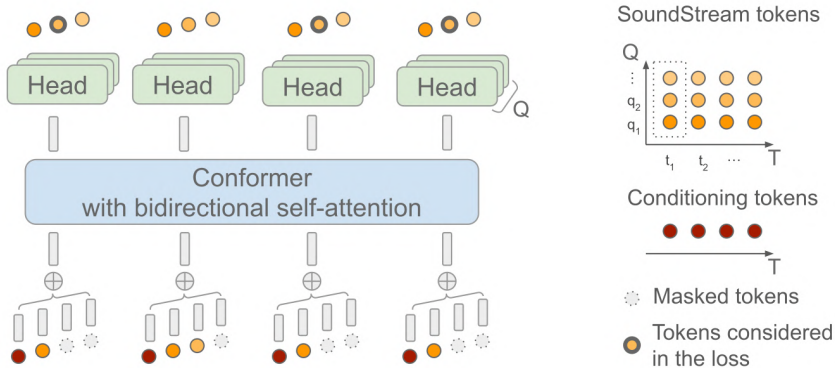 Head
Head
Head
Head
Q
Conformer
with bidirectional self-attention
SoundStream tokens
Q
⋮
q2
q1
t1 t2 ... T
Conditioning tokens
T
Masked tokens
Tokens considered
in the loss